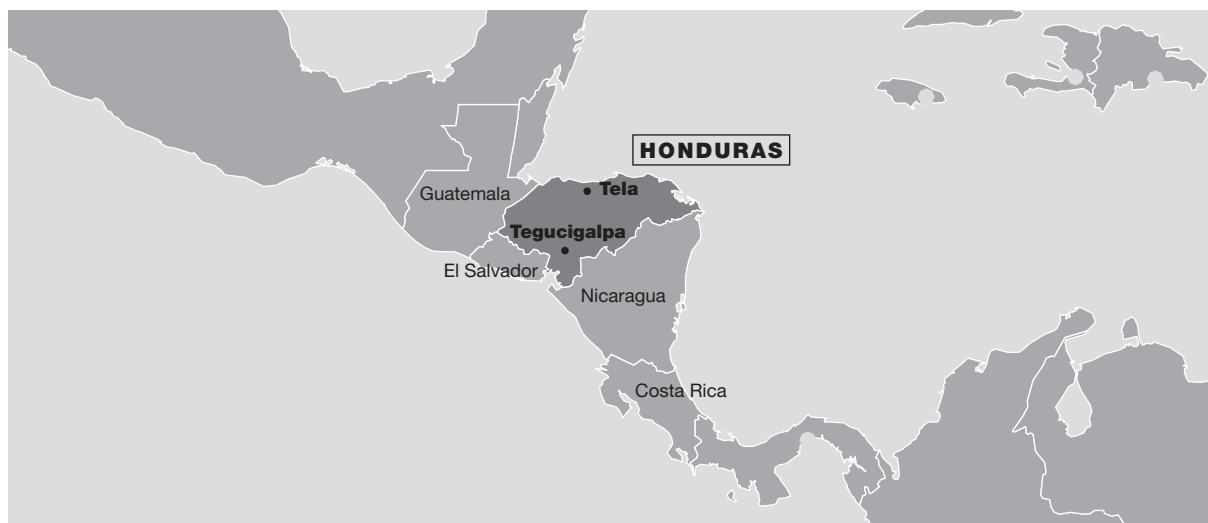 HONDURAS
Tela
Guatemala
Tegucigalpa
El Salvador
Nicaragua
Costa Rica